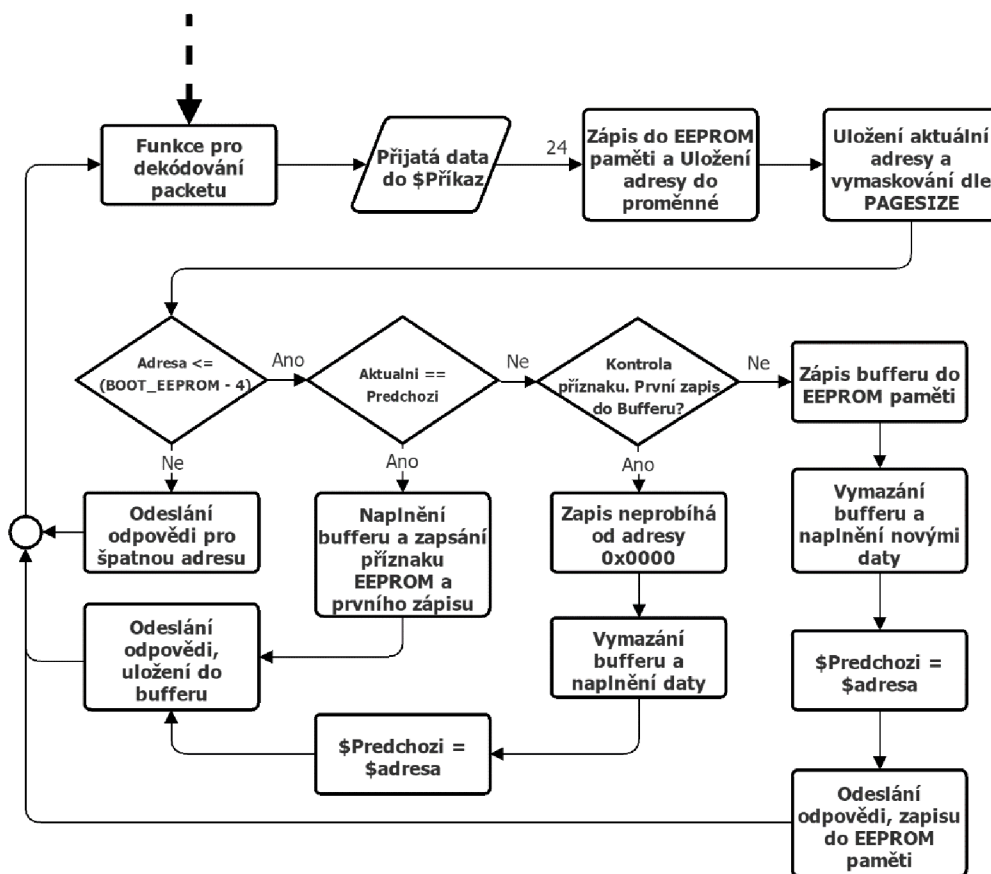 Funkce pro
dekódování
packetu
Přijatá data
do $Příkaz
24
Zápis do EEPROM
paměti a Uložení
adresy do
proměnné
Uložení aktuální
adresy a
vymaskování dle
PAGESIZE
Adresa <=
(BOOT_EEPROM - 4)
Ano
Aktualni ==
Predchozi
Ne
Kontrola
příznaku. První zapis
do Bufferu?
Ne
Zápis bufferu do
EEPROM paměti
Ne
Ano
Ano
Odeslání
odpovědi pro
špatnou adresu
Naplnění
bufferu a zapsání
příznaku
EEPROM a
prvního zápisu
Zapis neprobíhá
od adresy
0x0000
Vymazání
bufferu a
naplnění novými
daty
Odeslání
odpovědi,
uložení do
bufferu
Vymazání
bufferu a
naplnění daty
$Predchozi =
$adresa
$Predchozi =
$adresa
Odeslání
odpovědi, zapisu
do EEPROM
paměti